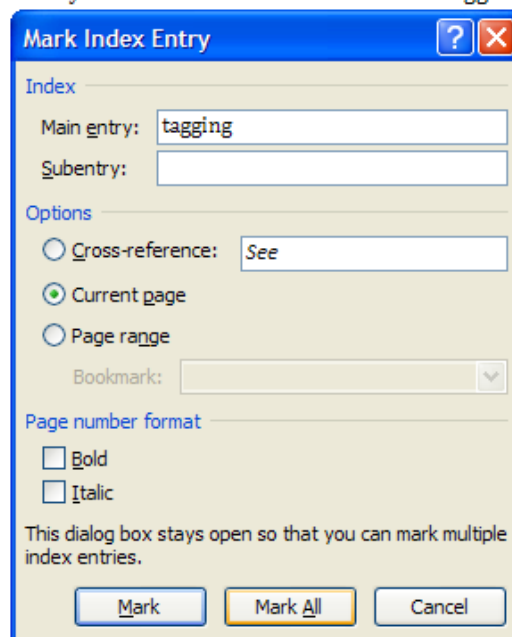 Mark Index Entry
Index
Main entry: tagging
Subentry:
Options
Cross-reference: See
Current page
Page range
Bookmark:
Page number format
Bold
Italic
This dialog box stays open so that you can mark multiple
index entries.
Mark Mark All Cancel